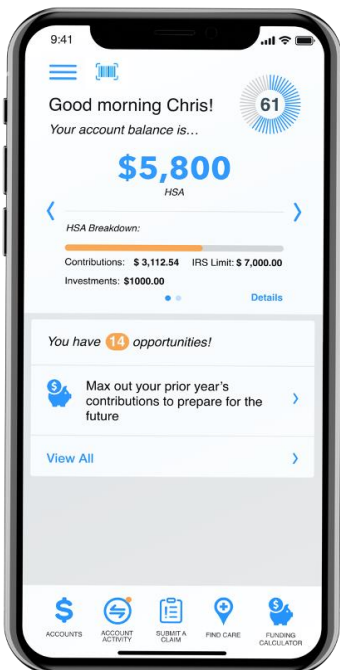 9:41
Good morning Chris!
61
Your account balance is...
$5,800
HSA
HSA Breakdown:
Contributions: $ 3,112.54 IRS Limit: $ 7,000.00
Investments: $1000.00
Details
You have 14 opportunities!
$
Max out your prior year's
contributions to prepare for the
future
View All
$
$
ACCOUNTS
ACCOUNT
ACTIVITY
SUBMIT A
CLAIM
FIND CARE
FUNDING
CALCULATOR